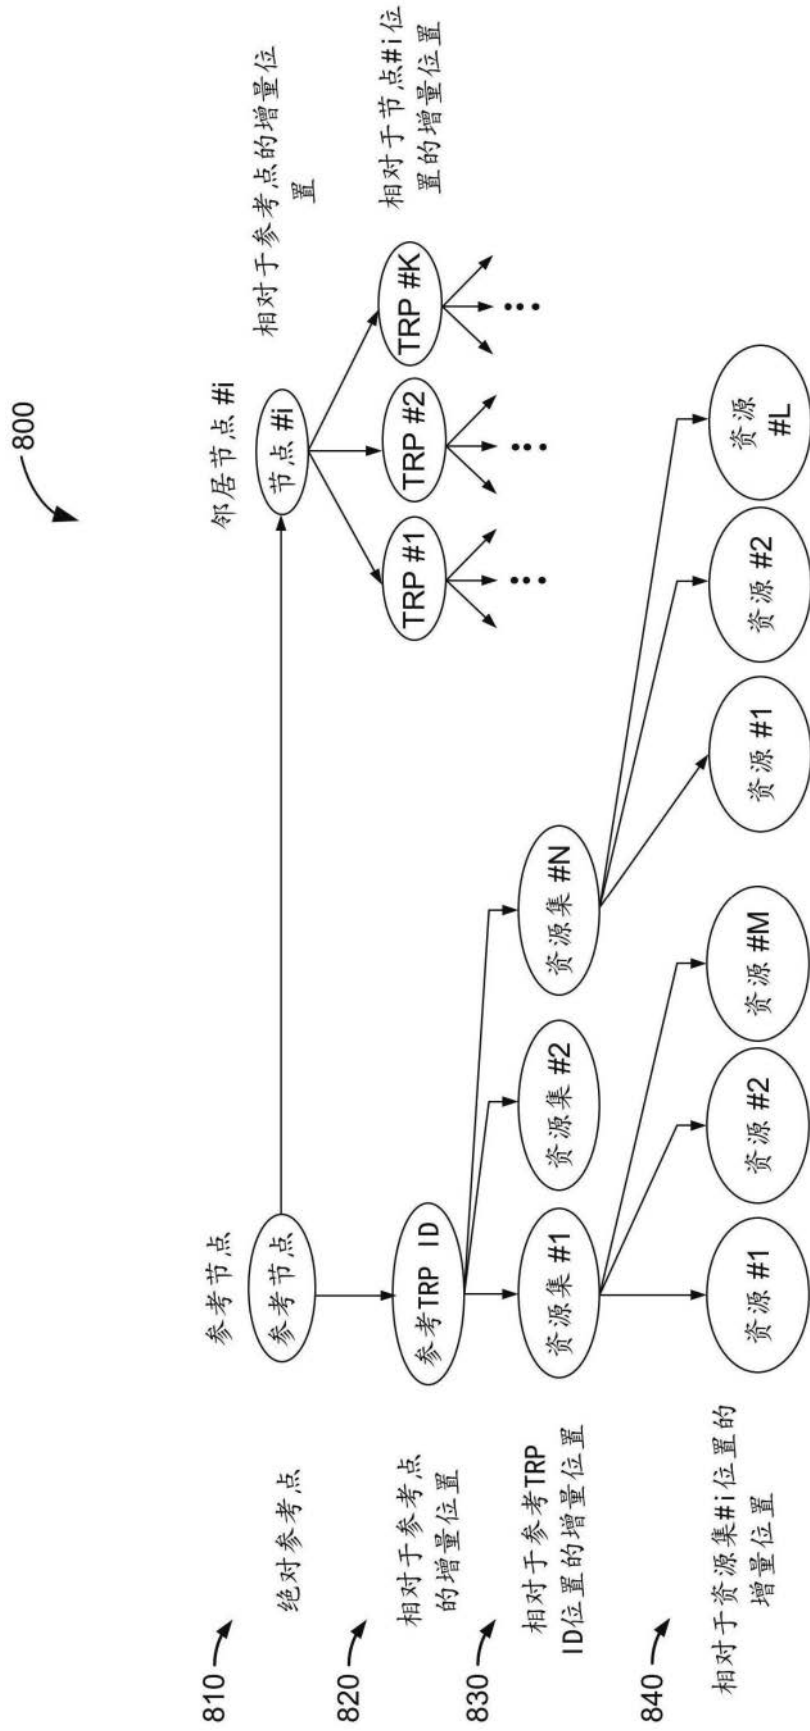 800
810
绝对参考点
参考节点
参考节点
邻居节点 #i
节点 #i
相对于参考点的增量位
置
820
相对于参考点
的增量位置
参考TRP ID
TRP #1
TRP #2
TRP #K
相对于节点#i位
置的增量位置
•••
•••
•••
830
相对于参考TRP
ID位置的增量位置
资源集 #1
资源集 #2
资源集 #N
840
相对于资源集#i位置的
增量位置
资源 #1
资源 #2
资源 #M
资源 #1
资源 #2
资源
#L